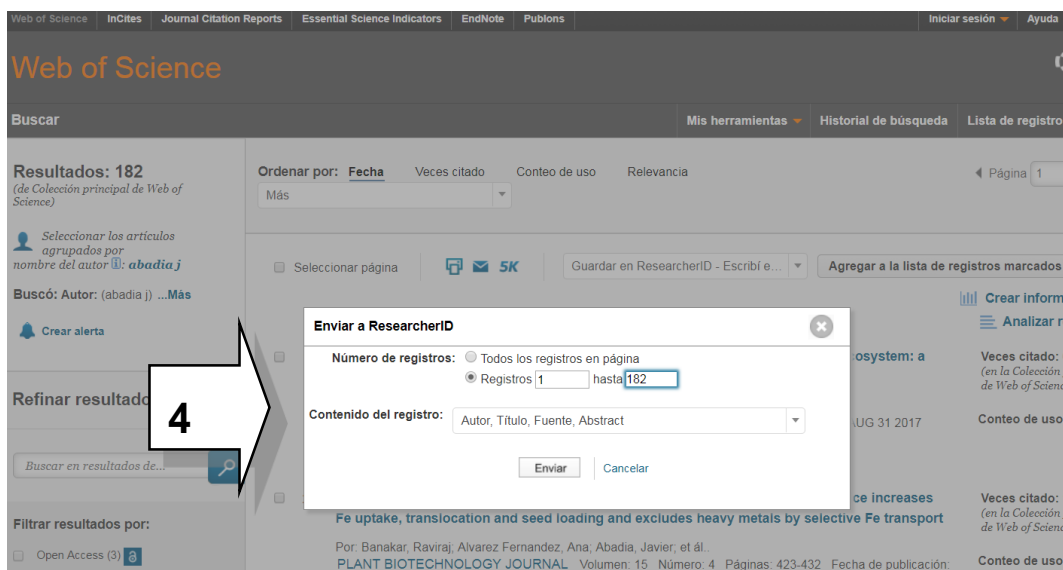 Web of Science InCites Journal Citation Reports Essential Science Indicators EndNote Publons Iniciar sesión Ayuda
Web of Science
Buscar Mis herramientas Historial de búsqueda Lista de registro
Resultados: 182
(de Colección principal de Web of
Science)
Ordenar por: Fecha Veces citado Conteo de uso Relevancia
Más
Página 1
Seleccionar los artículos
agrupados por
nombre del autor: abadia j
Buscó: Autor: (abadia j) ...Más
Crear alerta
Seleccionar página 5K Guardar en ResearcherID - Escribí e... Agregar a la lista de registros marcados
Crear inform
Analizar r
Enviar a ResearcherID
Número de registros: Todos los registros en página
Registros 1 hasta 182
Contenido del registro: Autor, Título, Fuente, Abstract
Enviar Cancelar
osystem: a
UG 31 2017
Veces citado:
(en la Colección
de Web of Scienc
Conteo de uso
Refinar resultado
4
Buscar en resultados de...
Filtrar resultados por:
Open Access (3)
ce increases
Fe uptake, translocation and seed loading and excludes heavy metals by selective Fe transport
Por: Banakar, Raviraj; Alvarez Fernandez, Ana; Abadia, Javier; et ál..
PLANT BIOTECHNOLOGY JOURNAL Volumen: 15 Número: 4 Páginas: 423-432 Fecha de publicación:
Veces citado:
(en la Colección
de Web of Scienc
Conteo de uso